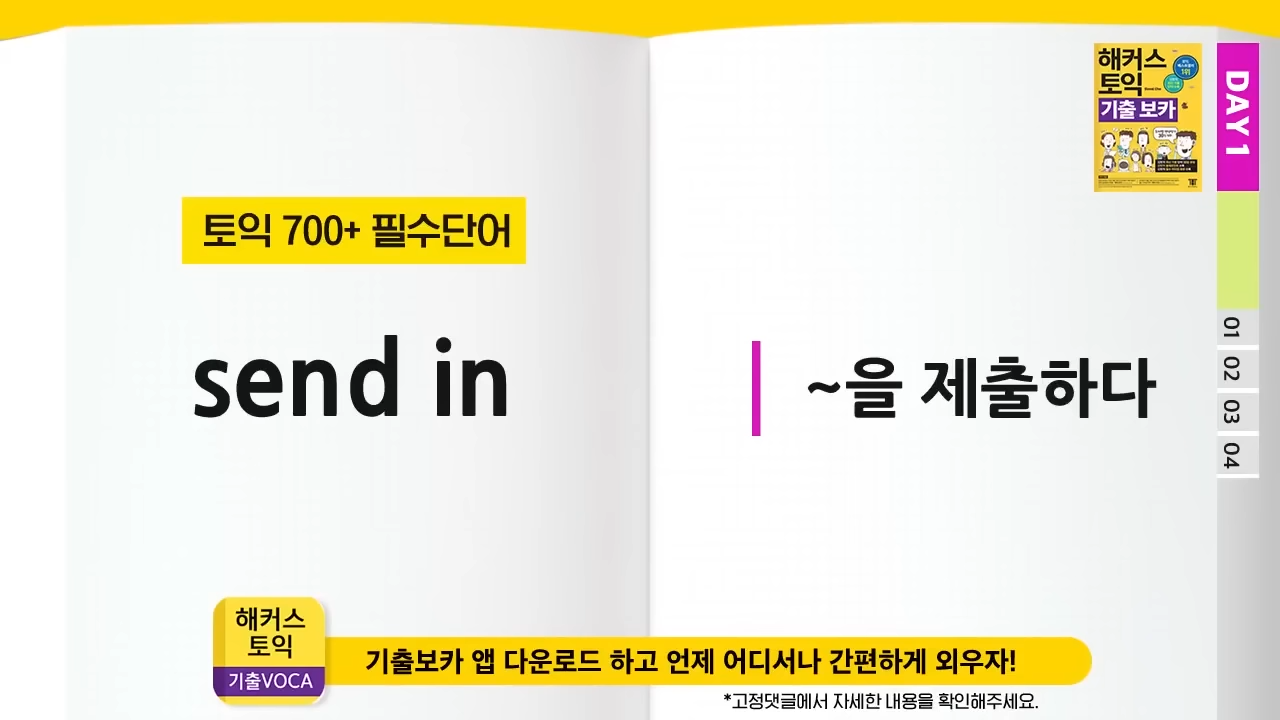 해커스
토익
기출 보카
1위
DAY 1
토익 700+ 필수단어
send in
~을 제출하다
01
02
03
04
해커스
토익
기출VOCA
기출보카 앱 다운로드 하고 언제 어디서나 간편하게 외우자!
*고정댓글에서 자세한 내용을 확인해주세요.